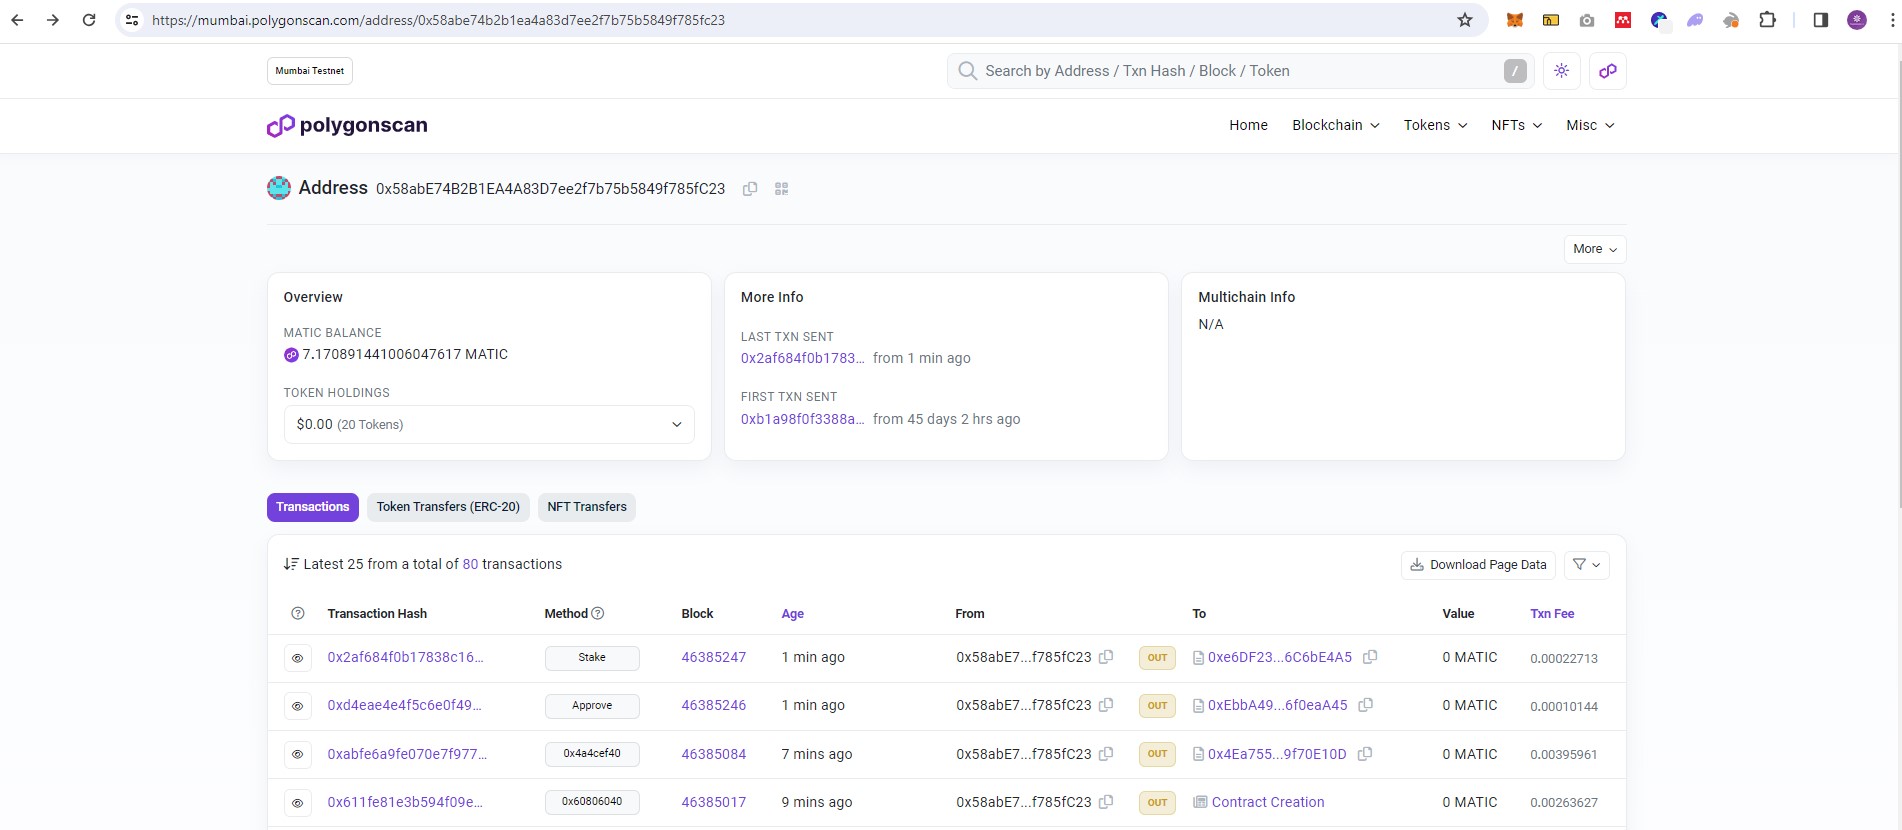 https://mumbai.polygonscan.com/address/0x58abe74b2b1ea4a83d7ee2f7b75b5849f785fc23
Mumbai Testnet
Search by Address / Txn Hash / Block / Token
/
polygonscan
Home Blockchain Tokens NFTs Misc
Address 0x58abE74B2B1EA4A83D7ee2f7b75b5849f785fC23
More
Overview
MATIC BALANCE
7.170891441006047617 MATIC
TOKEN HOLDINGS
$0.00 (20 Tokens)
More Info
LAST TXN SENT
0x2af684f0b1783... from 1 min ago
FIRST TXN SENT
0xb1a98f0f3388a... from 45 days 2 hrs ago
Multichain Info
N/A
Transactions Token Transfers (ERC-20) NFT Transfers
Latest 25 from a total of 80 transactions
Download Page Data
Transaction Hash Method Block Age From To Value Txn Fee
0x2af684f0b17838c16... Stake 46385247 1 min ago 0x58abE7...f785fC23 OUT 0xe6DF23...6C6bE4A5 0 MATIC 0.00022713
0xd4eae4e4f5c6e0f49... Approve 46385246 1 min ago 0x58abE7...f785fC23 OUT 0xEbbA49...6f0eaA45 0 MATIC 0.00010144
0xabfe6a9fe070e7f977... 0x4a4cef40 46385084 7 mins ago 0x58abE7...f785fC23 OUT 0x4Ea755...9f70E10D 0 MATIC 0.00395961
0x611fe81e3b594f09e... 0x60806040 46385017 9 mins ago 0x58abE7...f785fC23 OUT Contract Creation 0 MATIC 0.00263627